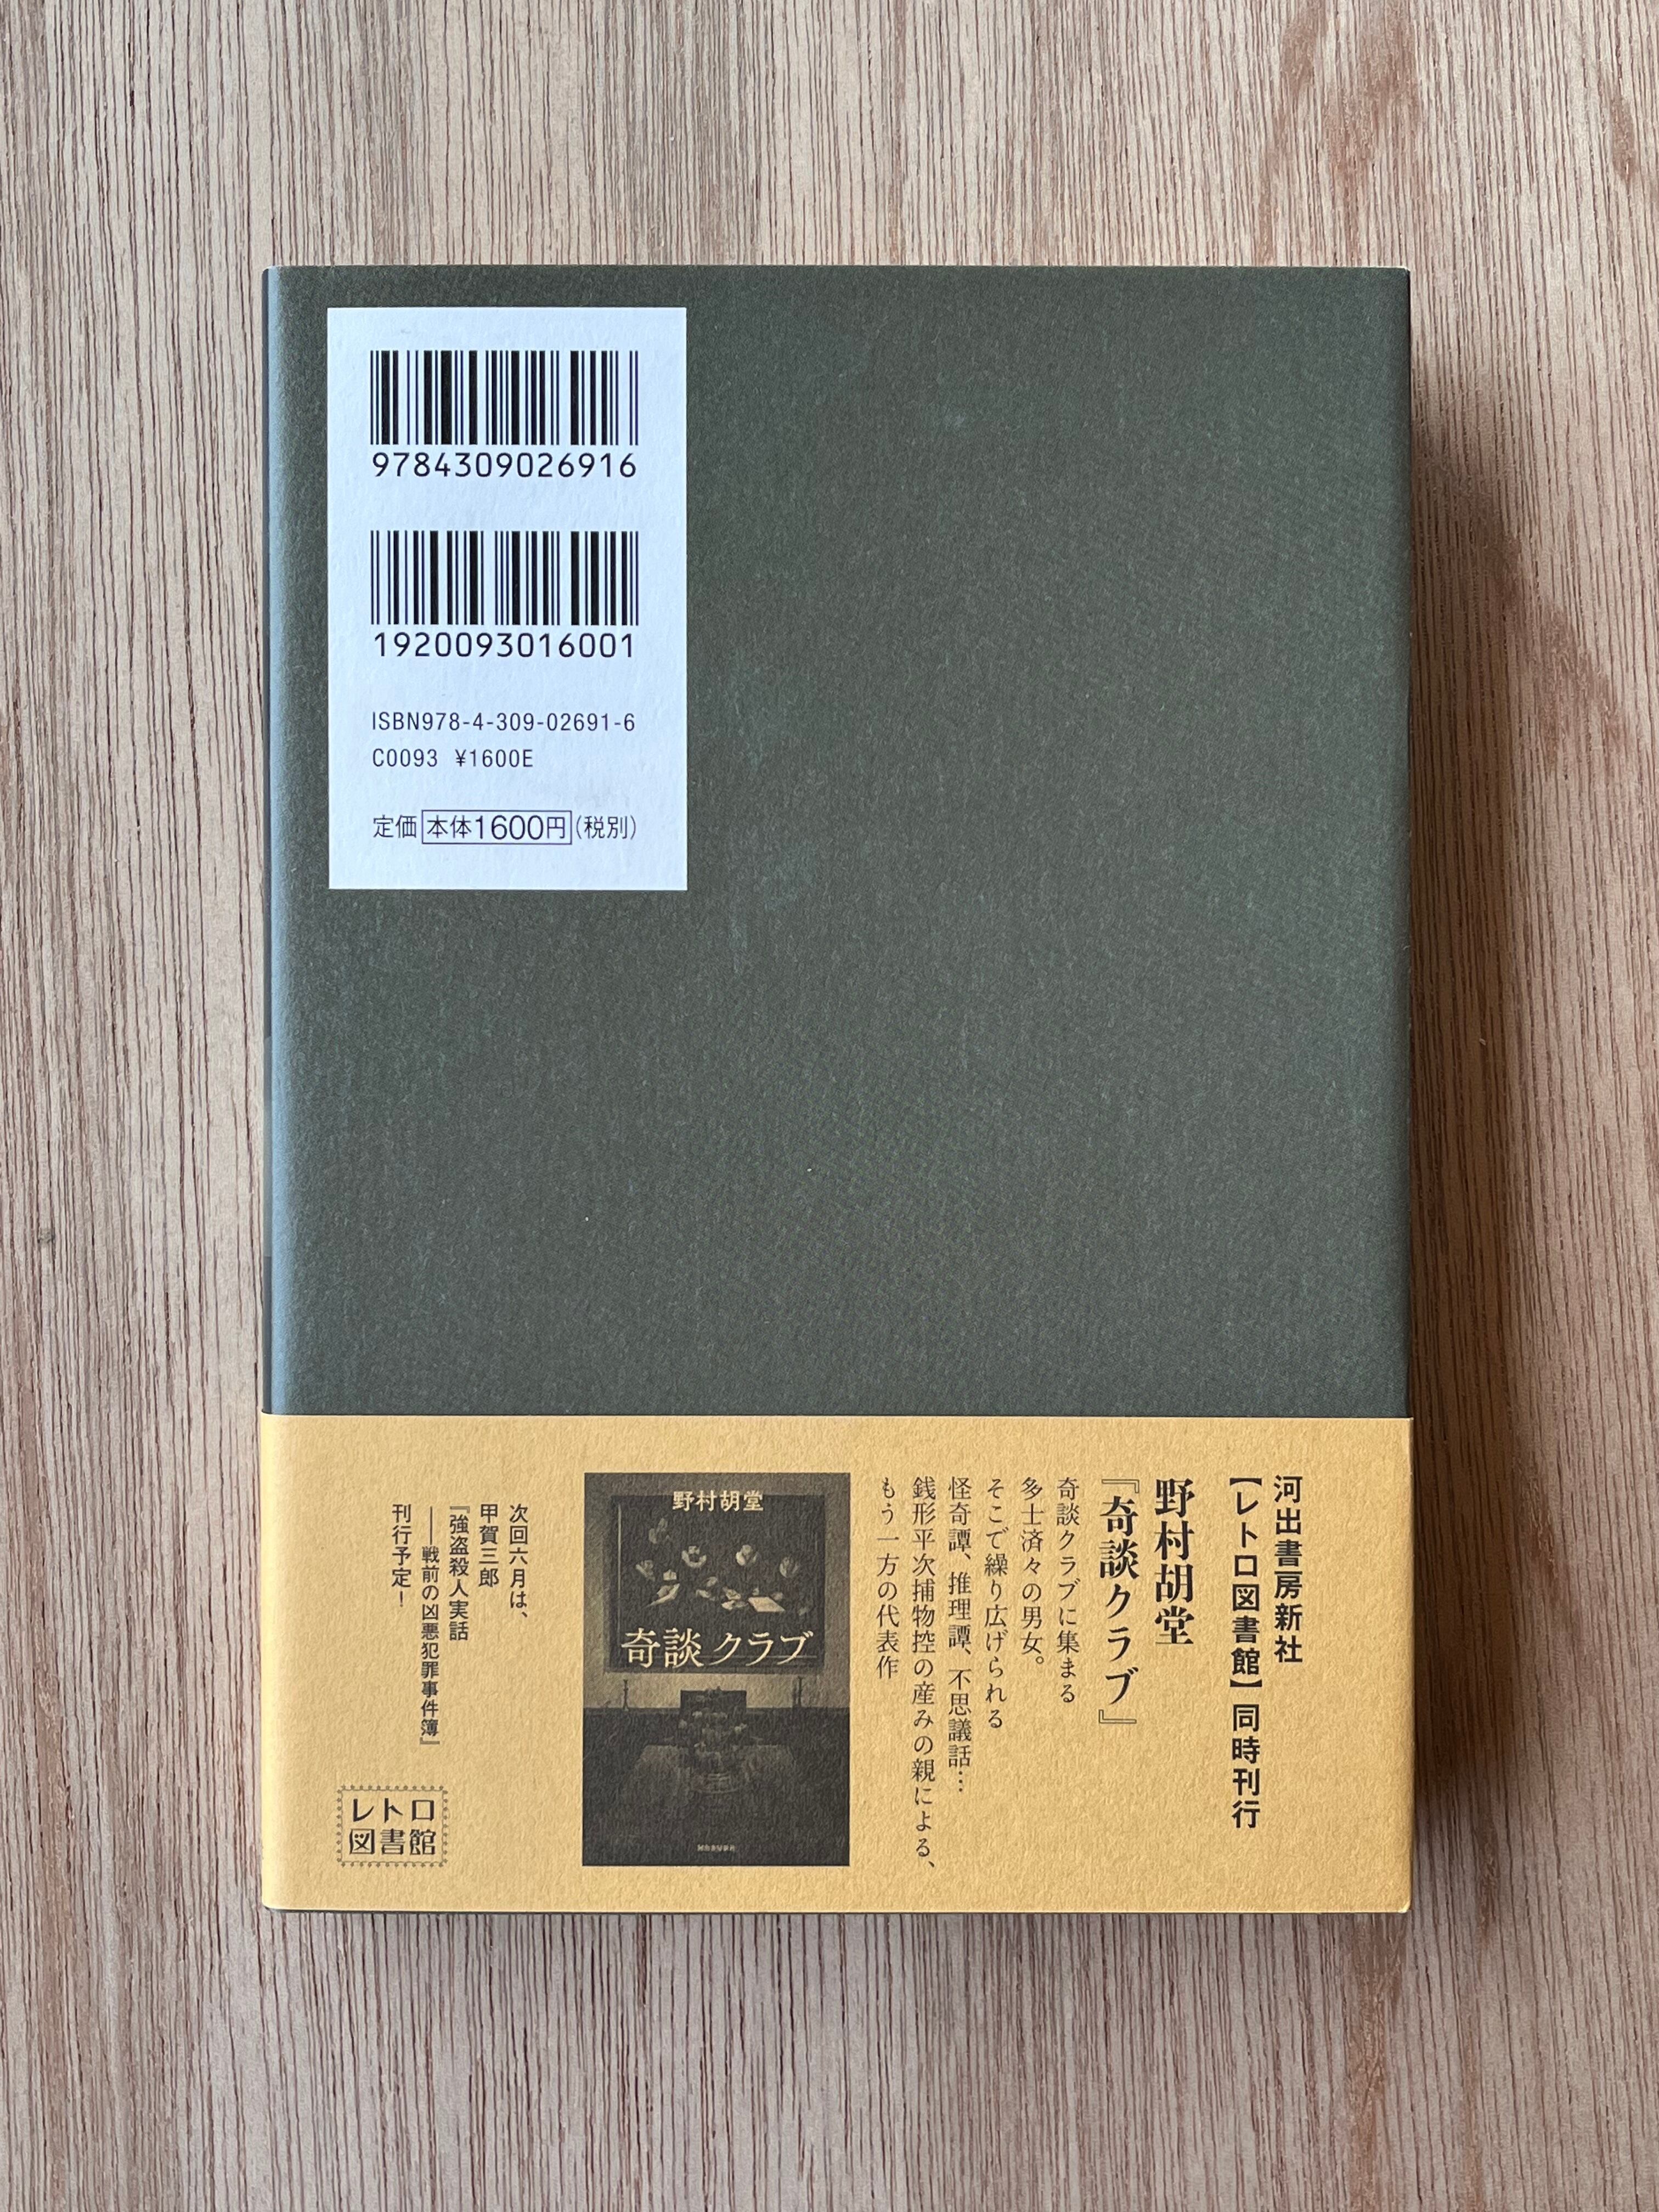 9784309026916
1920093016001
ISBN978-4-309-02691-6
C0093 ¥1600E
定価 本体1600円 (税別)
河出書房新社
【レトロ図書館】同時刊行
野村胡堂
『奇談クラブ』
奇談クラブに集まる
多士済々の男女。
そこで繰り広げられる
怪奇譚、推理譚、不思議話…
銭形平次捕物控の産みの親による、
もう一方の代表作
野村胡堂
奇談クラブ
次回六月は、
甲賀三郎
『強盗殺人実話
――戦前の凶悪犯罪事件簿』
刊行予定!
レトロ
図書館